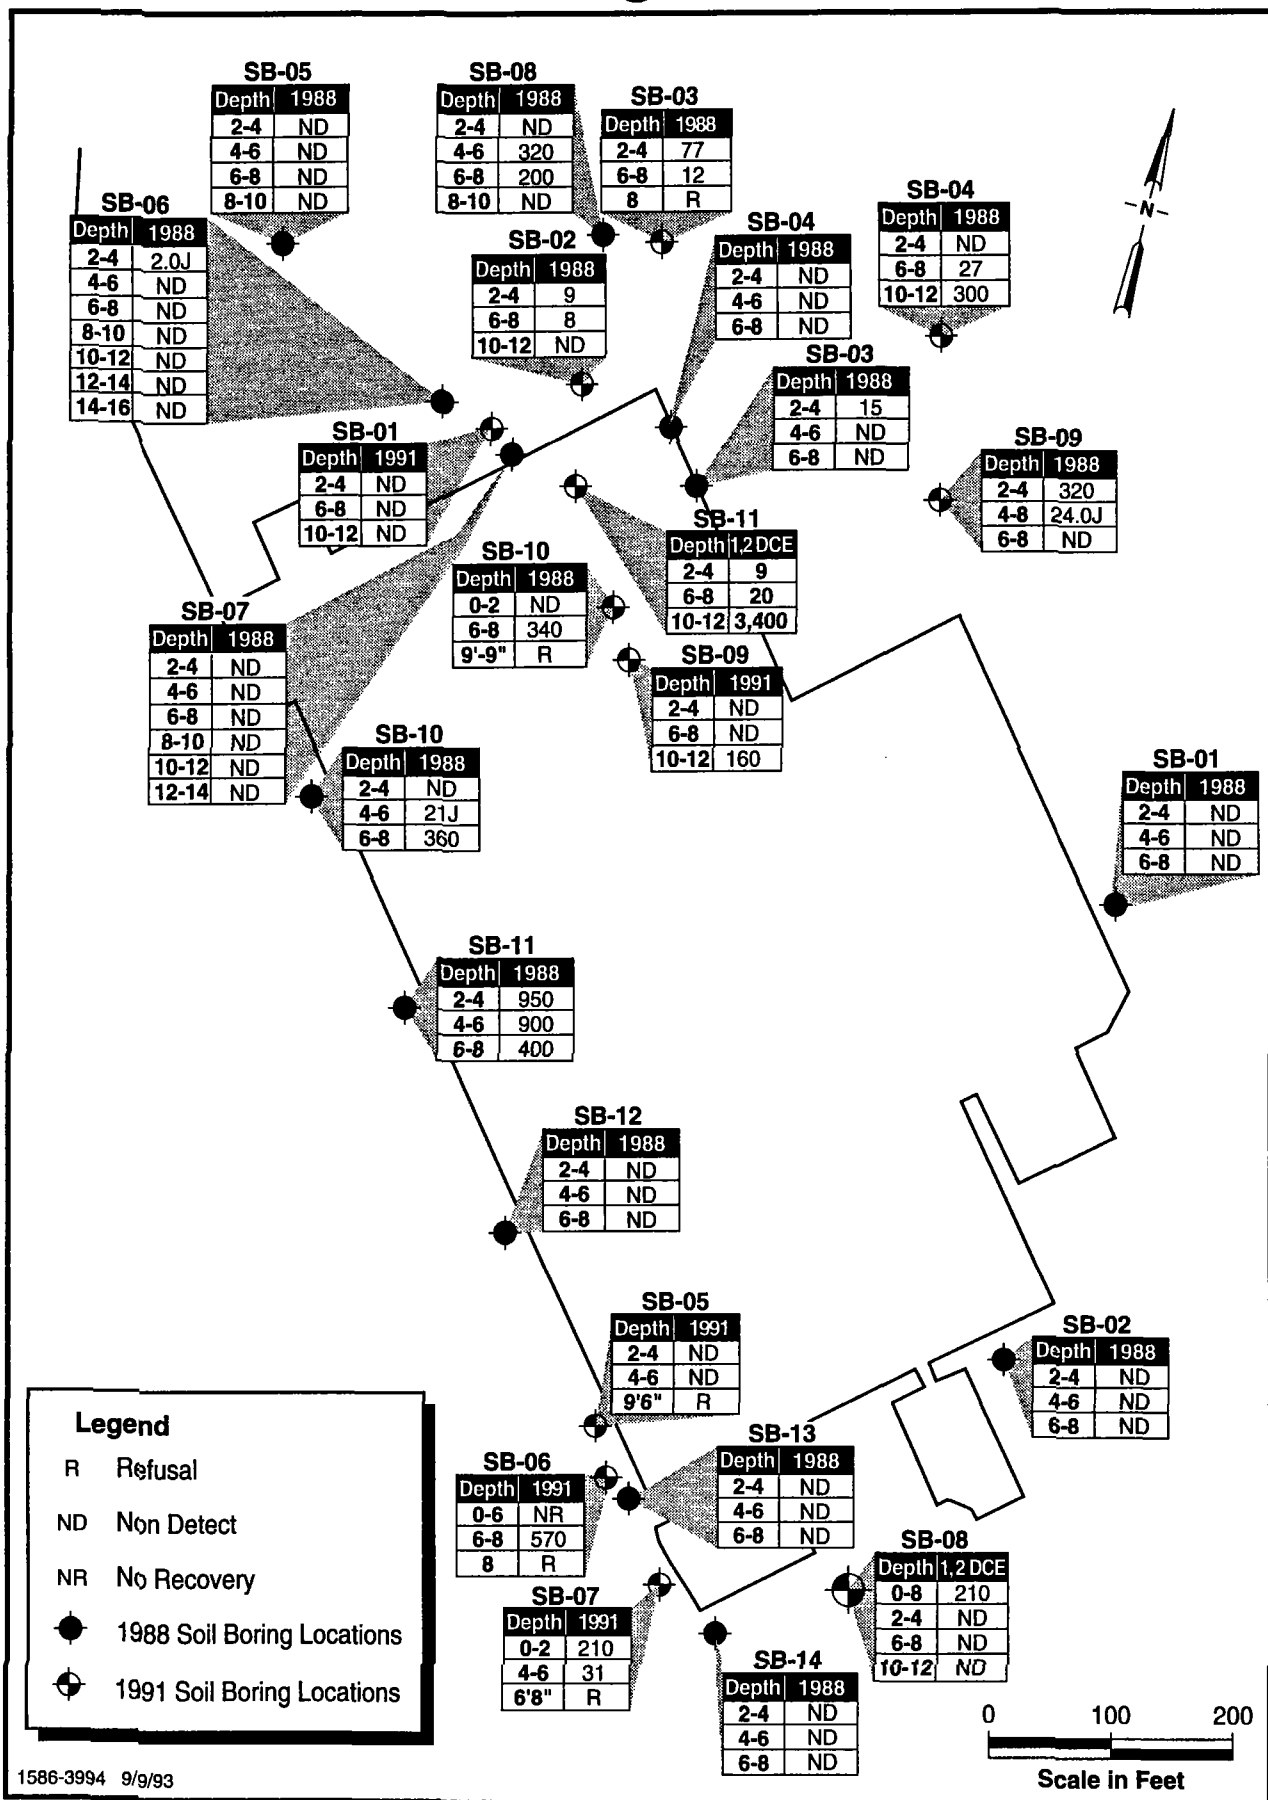 SB-05
Depth 1988
2-4 ND
4-6 ND
6-8 ND
8-10 ND
SB-08
Depth 1988
2-4 ND
4-6 320
6-8 200
8-10 ND
SB-03
Depth 1988
2-4 77
6-8 12
8 R
SB-06
Depth 1988
2-4 2.0J
4-6 ND
6-8 ND
8-10 ND
10-12 ND
12-14 ND
14-16 ND
SB-02
Depth 1988
2-4 9
6-8 8
10-12 ND
SB-04
Depth 1988
2-4 ND
4-6 ND
6-8 ND
SB-04
Depth 1988
2-4 ND
6-8 27
10-12 300
N
SB-03
Depth 1988
2-4 15
4-6 ND
6-8 ND
SB-01
Depth 1991
2-4 ND
6-8 ND
10-12 ND
SB-09
Depth 1988
2-4 320
4-8 24.0J
6-8 ND
SB-11
Depth 1,2 DCE
2-4 9
6-8 20
10-12 3,400
SB-10
Depth 1988
0-2 ND
6-8 340
9'-9" R
SB-07
Depth 1988
2-4 ND
4-6 ND
6-8 ND
8-10 ND
10-12 ND
12-14 ND
SB-09
Depth 1991
2-4 ND
6-8 ND
10-12 160
SB-10
Depth 1988
2-4 ND
4-6 21J
6-8 360
SB-01
Depth 1988
2-4 ND
4-6 ND
6-8 ND
SB-11
Depth 1988
2-4 950
4-6 900
6-8 400
SB-12
Depth 1988
2-4 ND
4-6 ND
6-8 ND
SB-05
Depth 1991
2-4 ND
4-6 ND
9'6" R
SB-02
Depth 1988
2-4 ND
4-6 ND
6-8 ND
SB-13
Depth 1988
2-4 ND
4-6 ND
6-8 ND
SB-06
Depth 1991
0-6 NR
6-8 570
8 R
SB-08
Depth 1,2 DCE
0-8 210
2-4 ND
6-8 ND
10-12 ND
SB-07
Depth 1991
0-2 210
4-6 31
6'8" R
SB-14
Depth 1988
2-4 ND
4-6 ND
6-8 ND
Legend
R Refusal
ND Non Detect
NR No Recovery
1988 Soil Boring Locations
1991 Soil Boring Locations
0 100 200
Scale in Feet
1586-3994 9/9/93